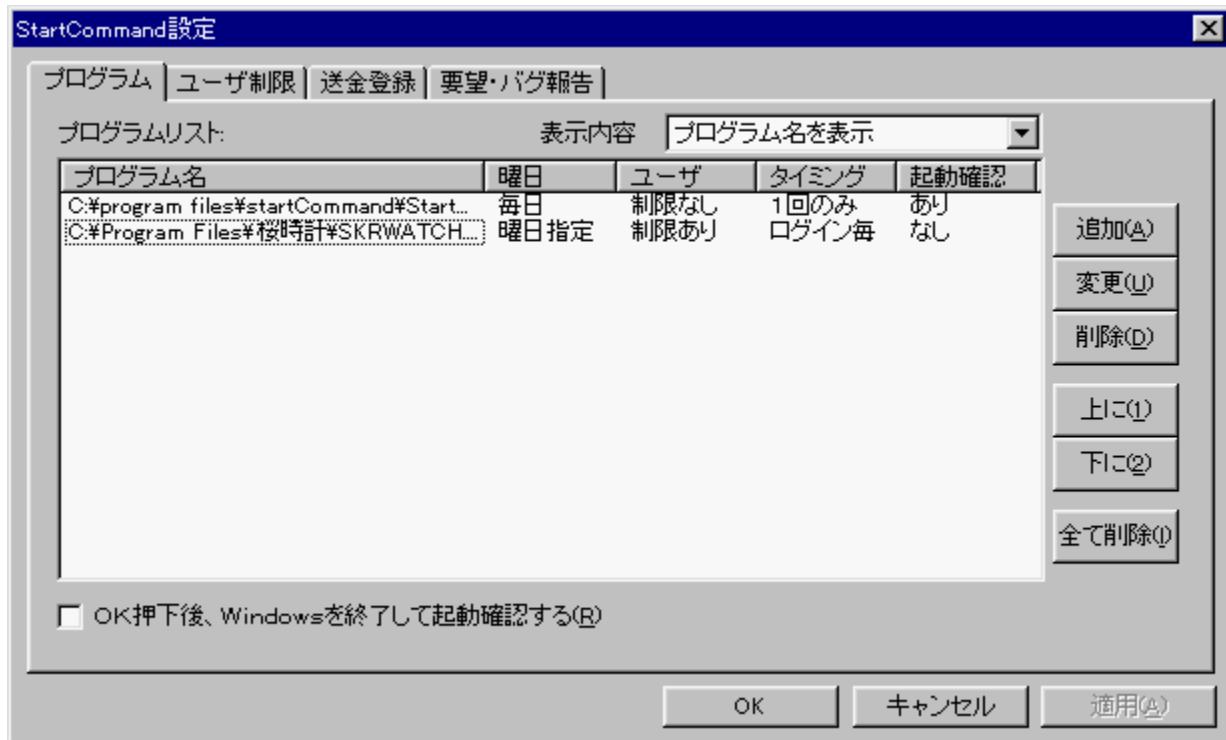 StartCommand設定
プログラム ユーザ制限 送金登録 要望・バグ報告
プログラムリスト: 表示内容 プログラム名を表示
プログラム名 曜日 ユーザ タイミング 起動確認
C:¥program files¥startCommand¥Start... 毎日 制限なし 1回のみ あり
C:¥Program Files¥桜時計¥SKRWATCH.... 曜日指定 制限あり ログイン毎 なし
追加(A)
変更(U)
削除(D)
上に(1)
下に(2)
全て削除(I)
OK押下後、Windowsを終了して起動確認する(R)
OK キャンセル 適用(A)